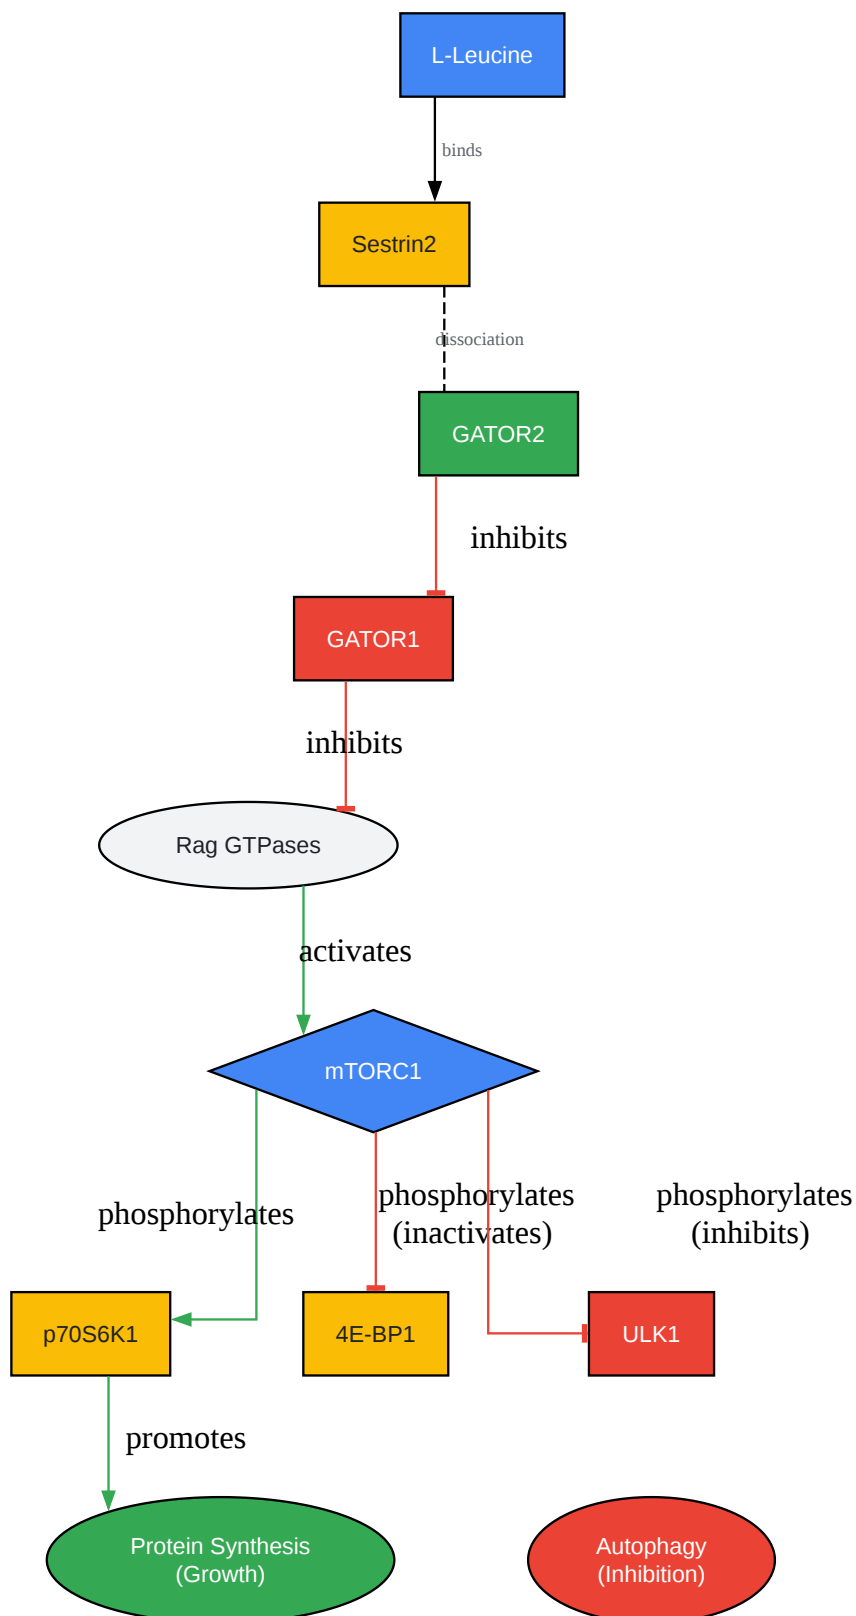 L-Leucine
binds
Sestrin2
dissociation
GATOR2
inhibits
GATOR1
inhibits
Rag GTPases
activates
mTORC1
phosphorylates
phosphorylates
(inactivates)
phosphorylates
(inhibits)
p70S6K1
4E-BP1
ULK1
promotes
Protein Synthesis
(Growth)
Autophagy
(Inhibition)